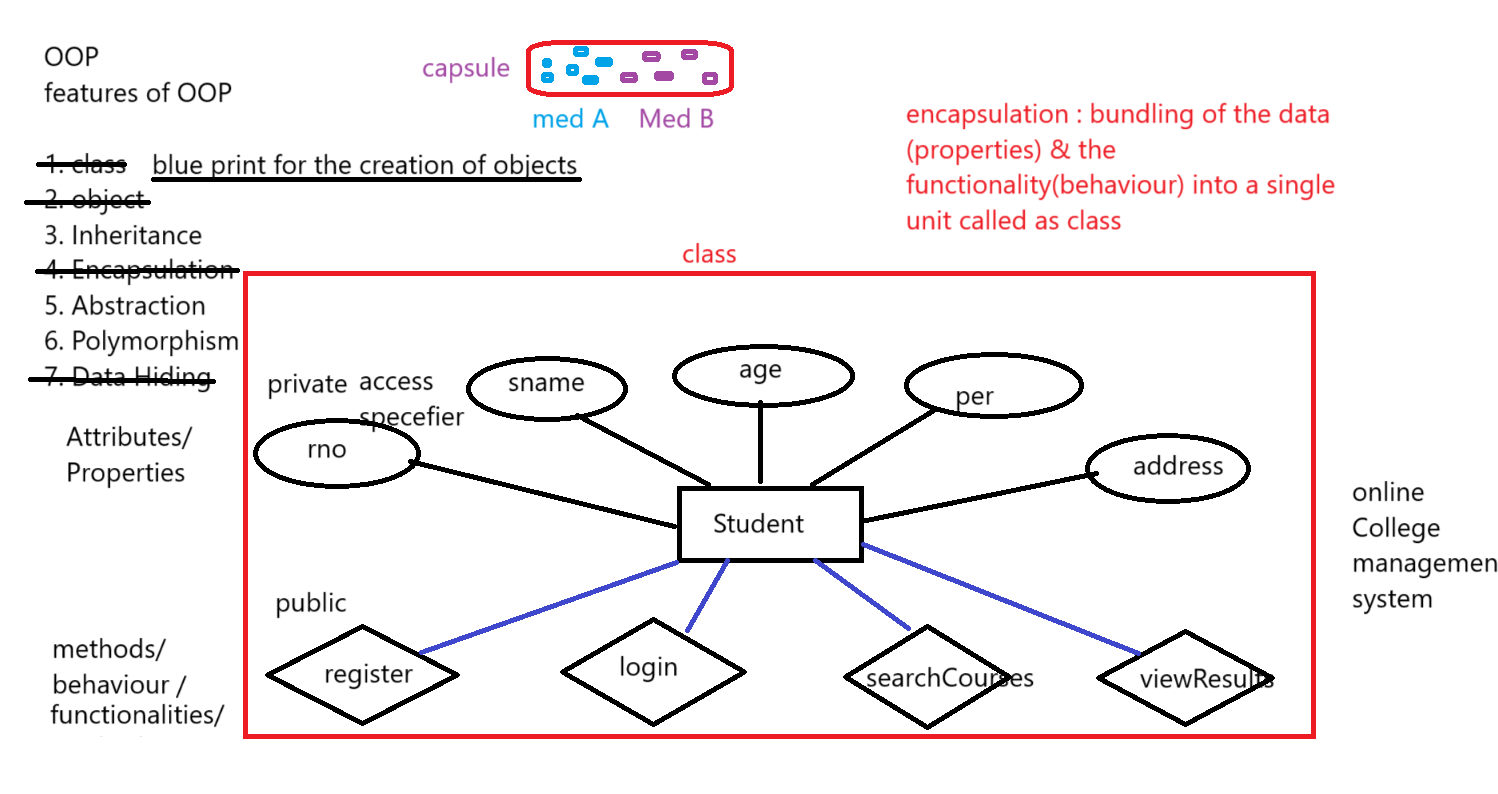 OOP
features of OOP
capsule
med A
Med B
encapsulation : bundling of the data
(properties) & the
functionality(behaviour) into a single
unit called as class
1. class
blue print for the creation of objects
2. object
3. Inheritance
4. Encapsulation
5. Abstraction
6. Polymorphism
7. Data Hiding
class
private
access
specefier
sname
age
per
Attributes/
Properties
rno
address
Student
online
College
managemen
system
public
methods/
behaviour /
functionalities/
register
login
searchCourses
viewResults